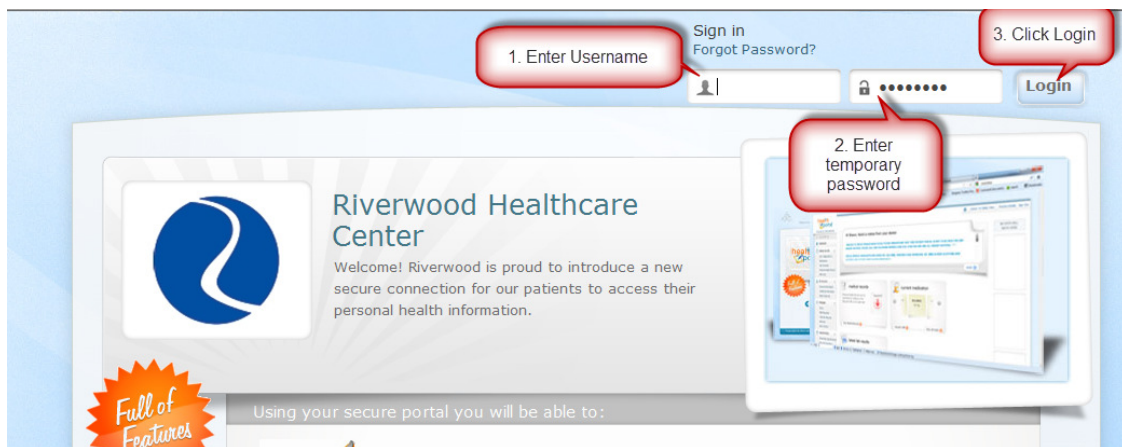 Sign in
Forgot Password?
1. Enter Username
3. Click Login
Login
2. Enter
temporary
password
Riverwood Healthcare
Center
Welcome! Riverwood is proud to introduce a new
secure connection for our patients to access their
personal health information.
Full of
Features
Using your secure portal you will be able to: